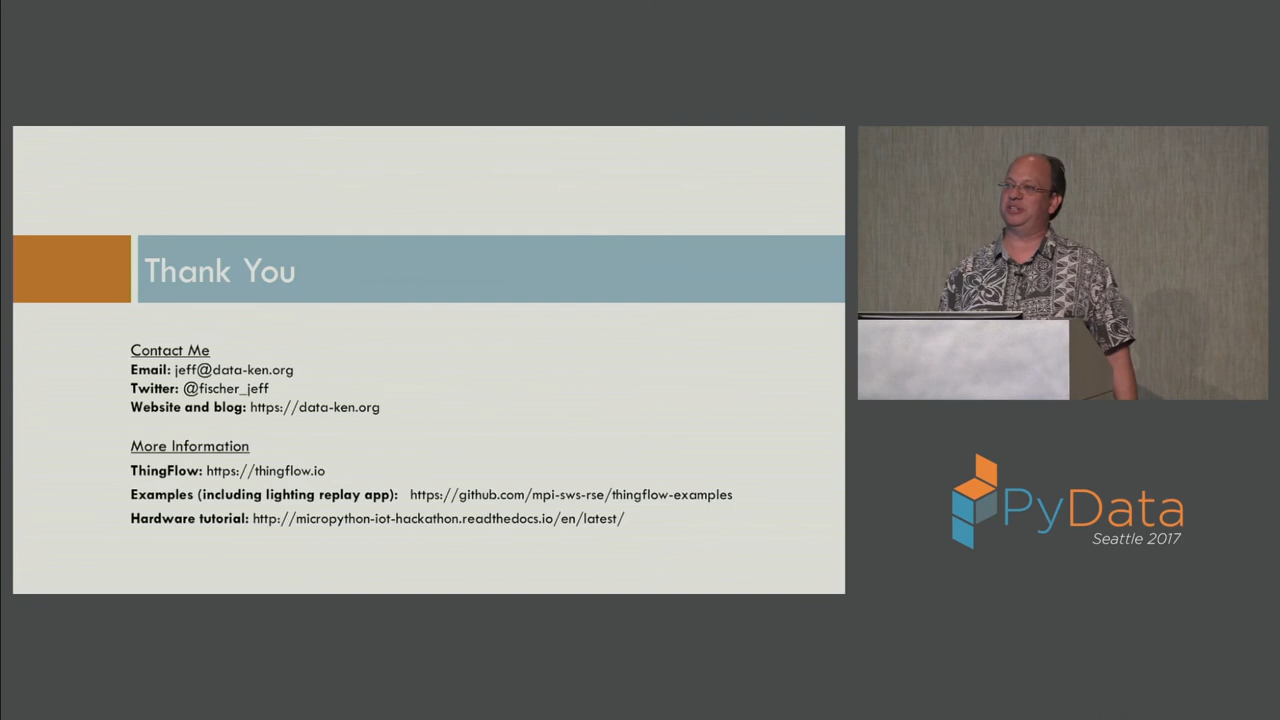 Thank You
Contact Me
Email: jeff@data-ken.org
Twitter: @fischer_jeff
Website and blog: https://data-ken.org
More Information
ThingFlow: https://thingflow.io
Examples (including lighting replay app): https://github.com/mpi-sws-rse/thingflow-examples
Hardware tutorial: http://micropython-iot-hackathon.readthedocs.io/en/latest/
PyData
Seattle 2017